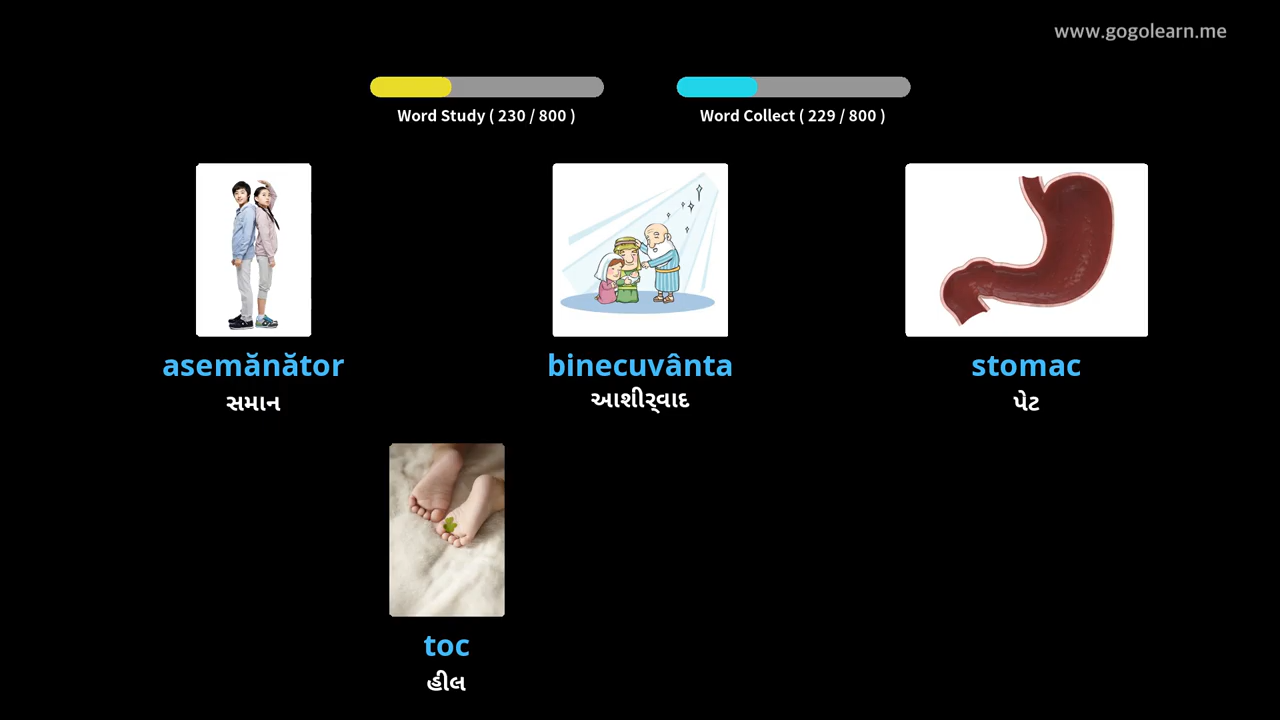 www.gogolearn.me
Word Study ( 230 / 800 )
Word Collect ( 229 / 800 )
asemănător
binecuvânta
stomac
સમાન
આશીર્વાદ
પેટ
toc
હીલ